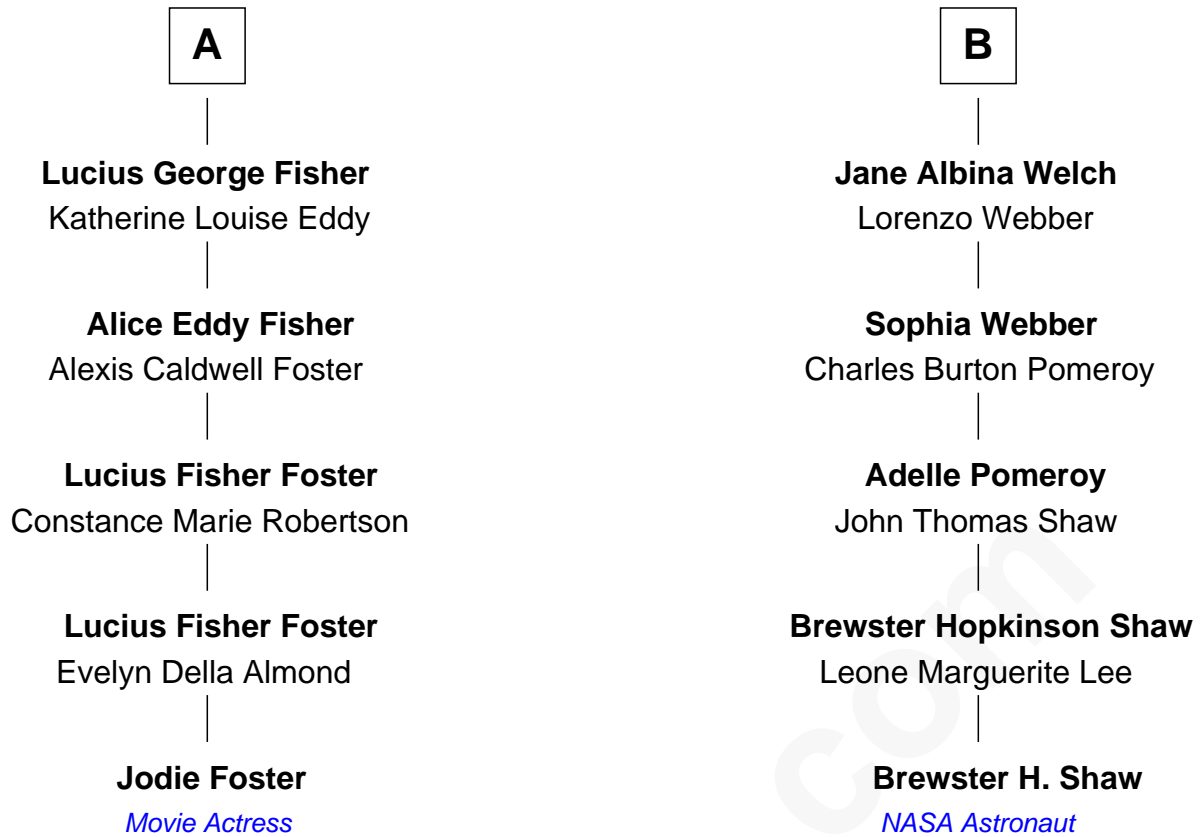 A
Lucius George Fisher
Katherine Louise Eddy
Alice Eddy Fisher
Alexis Caldwell Foster
Lucius Fisher Foster
Constance Marie Robertson
Lucius Fisher Foster
Evelyn Della Almond
Jodie Foster
Movie Actress
B
Jane Albina Welch
Lorenzo Webber
Sophia Webber
Charles Burton Pomeroy
Adelle Pomeroy
John Thomas Shaw
Brewster Hopkinson Shaw
Leone Marguerite Lee
Brewster H. Shaw
NASA Astronaut
com